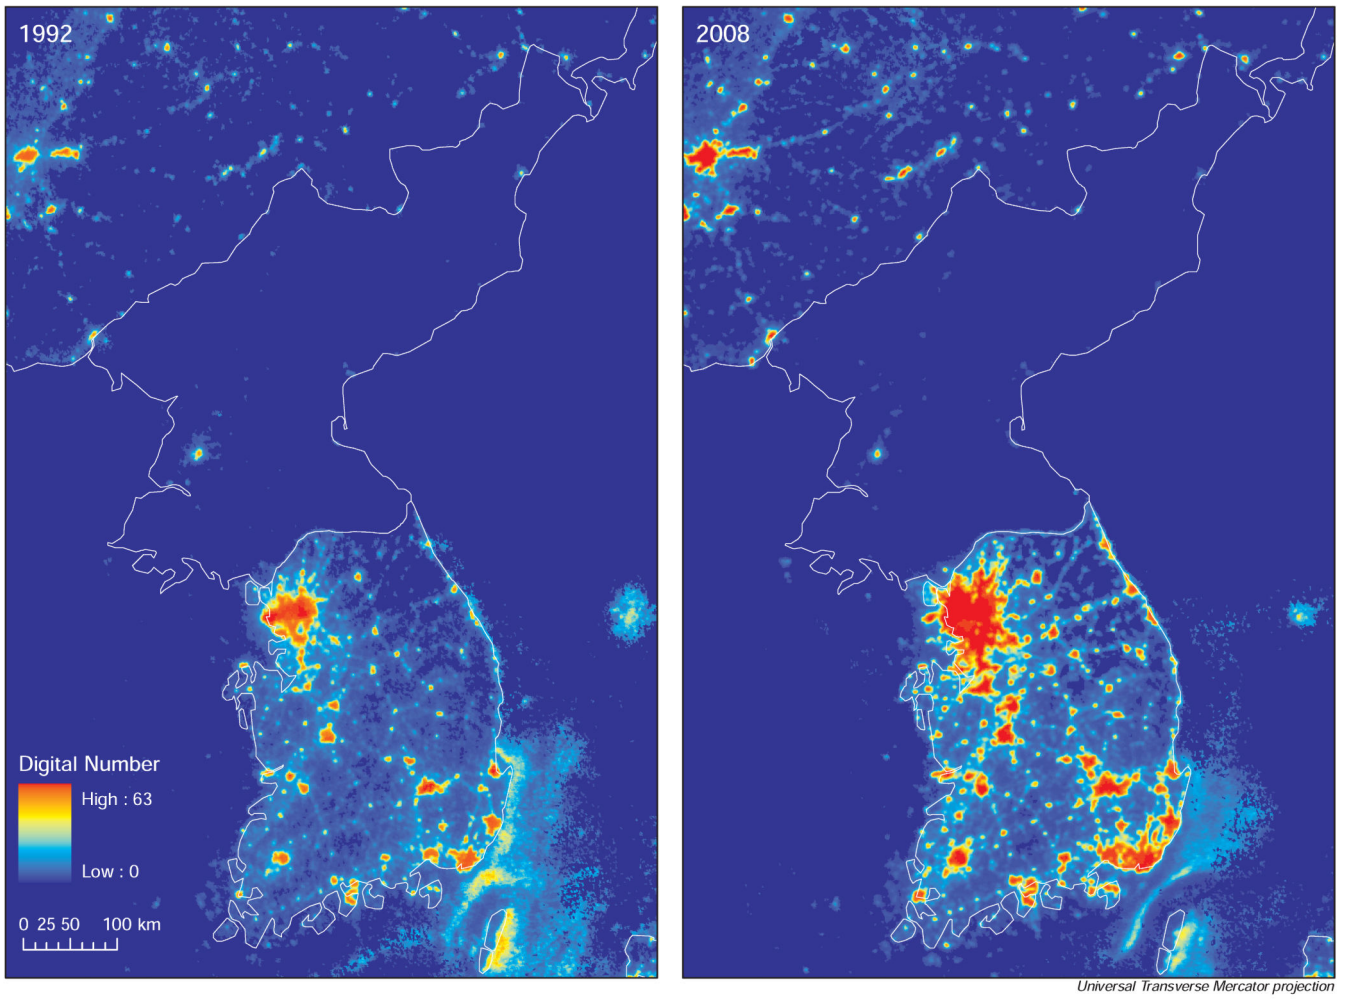 1992
2008
Digital Number
High : 63
Low : 0
0 25 50 100 km
Universal Transverse Mercator projection